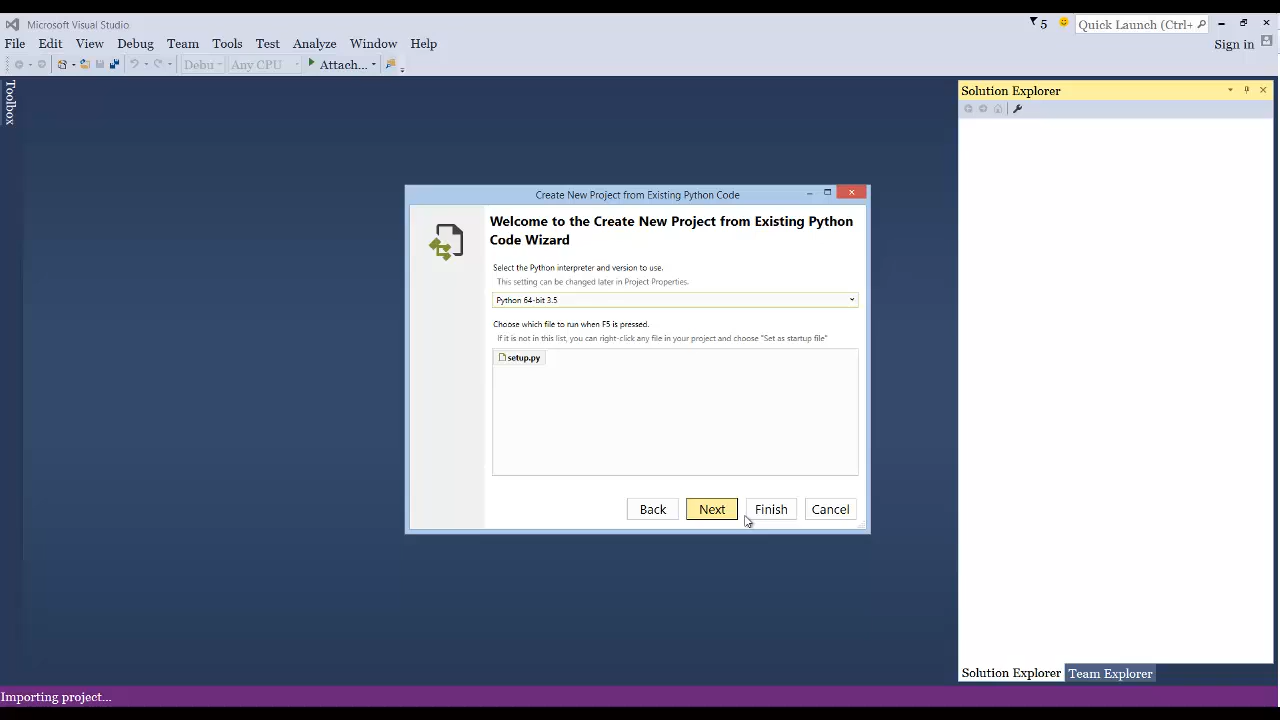 Microsoft Visual Studio
5
Quick Launch (Ctrl+
File Edit View Debug Team Tools Test Analyze Window Help
Sign in
Debu Any CPU Attach...
Toolbox
Solution Explorer
Create New Project from Existing Python Code
Welcome to the Create New Project from Existing Python
Code Wizard
Select the Python interpreter and version to use.
This setting can be changed later in Project Properties.
Python 64-bit 3.5
Choose which file to run when F5 is pressed.
If it is not in this list, you can right-click any file in your project and choose "Set as startup file"
setup.py
Back Next Finish Cancel
Solution Explorer Team Explorer
Importing project...